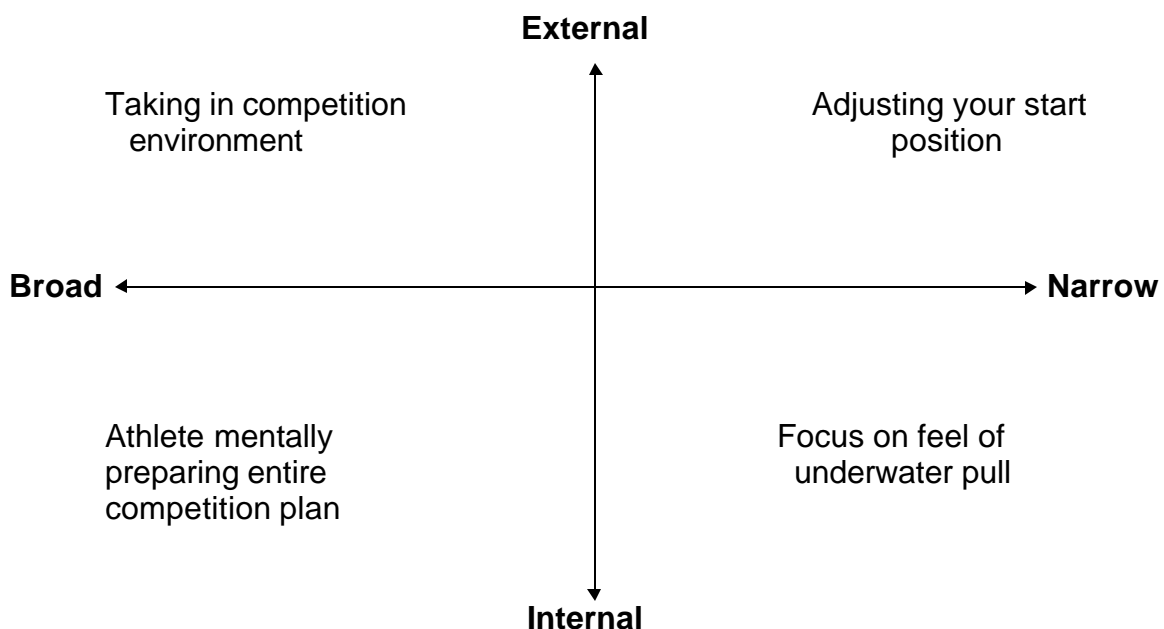 External
Taking in competition
environment
Adjusting your start
position
Broad
Narrow
Athlete mentally
preparing entire
competition plan
Focus on feel of
underwater pull
Internal